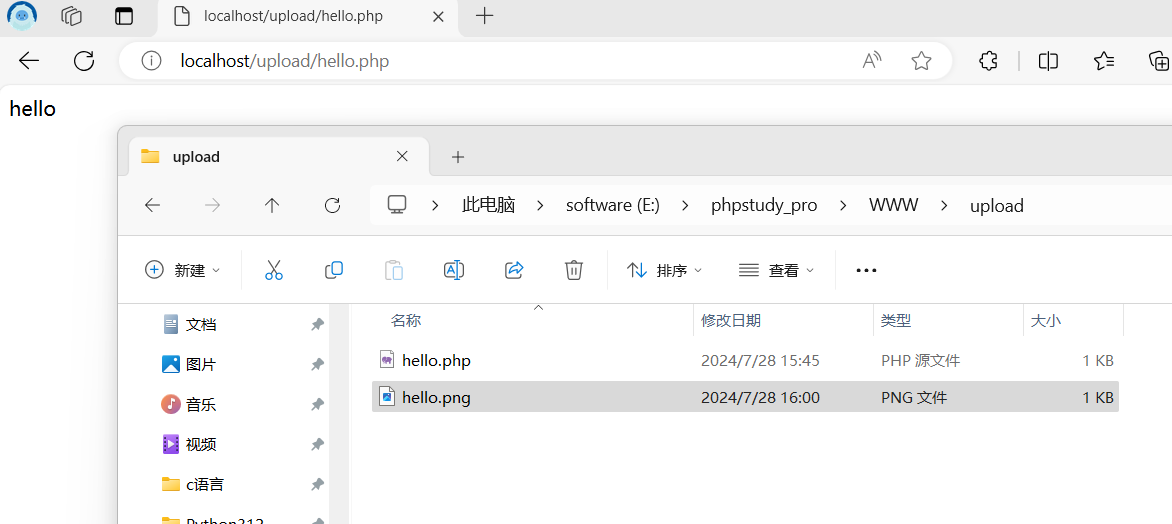 localhost/upload/hello.php
localhost/upload/hello.php
hello
upload
此电脑 software (E:) phpstudy_pro WWW upload
新建 排序 查看
名称 修改日期 类型 大小
文档
hello.php 2024/7/28 15:45 PHP 源文件 1 KB
图片
hello.png 2024/7/28 16:00 PNG 文件 1 KB
音乐
视频
c语言
Python312